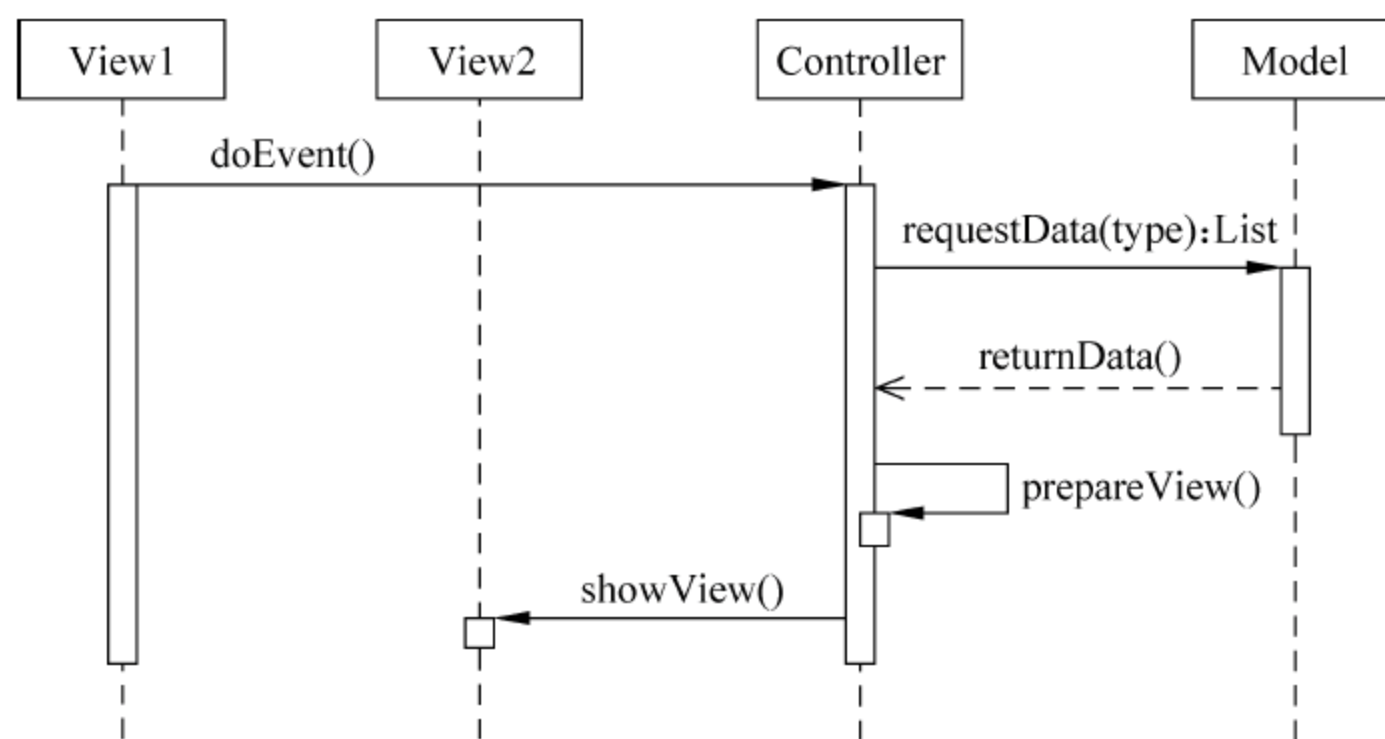 View1
View2
Controller
Model
doEvent()
requestData(type):List
returnData()
prepareView()
showView()